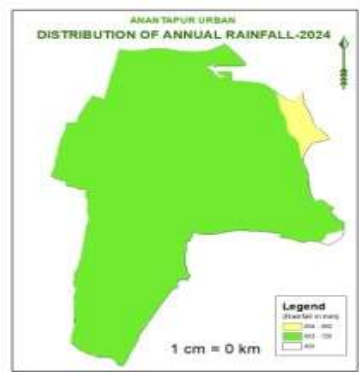 ANANTAPUR URBAN
DISTRIBUTION OF ANNUAL RAINFALL-2024
Legend
(Rainfall in mm)
1 cm = 0 km